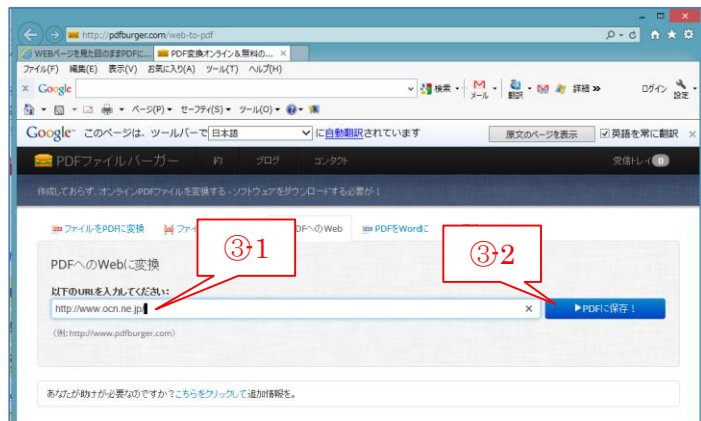 http://pdfburger.com/web-to-pdf
WEBページを見た目のままPDFに... PDF変換オンライン&無料の... ×
ファイル(F) 編集(E) 表示(V) お気に入り(A) ツール(T) ヘルプ(H)
× Google 検索 メール 翻訳 詳細 » ログイン 設定
ページ(P) セーフティ(S) ツール(O)
Google このページは、ツールバーで 日本語 に自動翻訳されています 原文のページを表示 英語を常に翻訳 ×
PDFファイルバーガー 約 ブログ コンタクト 受信トレイ 0
作成しておらず、オンラインPDFファイルを変換する - ソフトウェアをダウンロードする必要が!
ファイルをPDFに変換 ファイ DFへのWeb PDFをWordに
③-1
③-2
PDFへのWebに変換
以下のURLを入力してください:
http://www.ocn.ne.jp/ × ▶PDFに保存!
(例:http://www.pdfburger.com)
あなたが助けが必要なのですか?こちらをクリックして追加情報を。